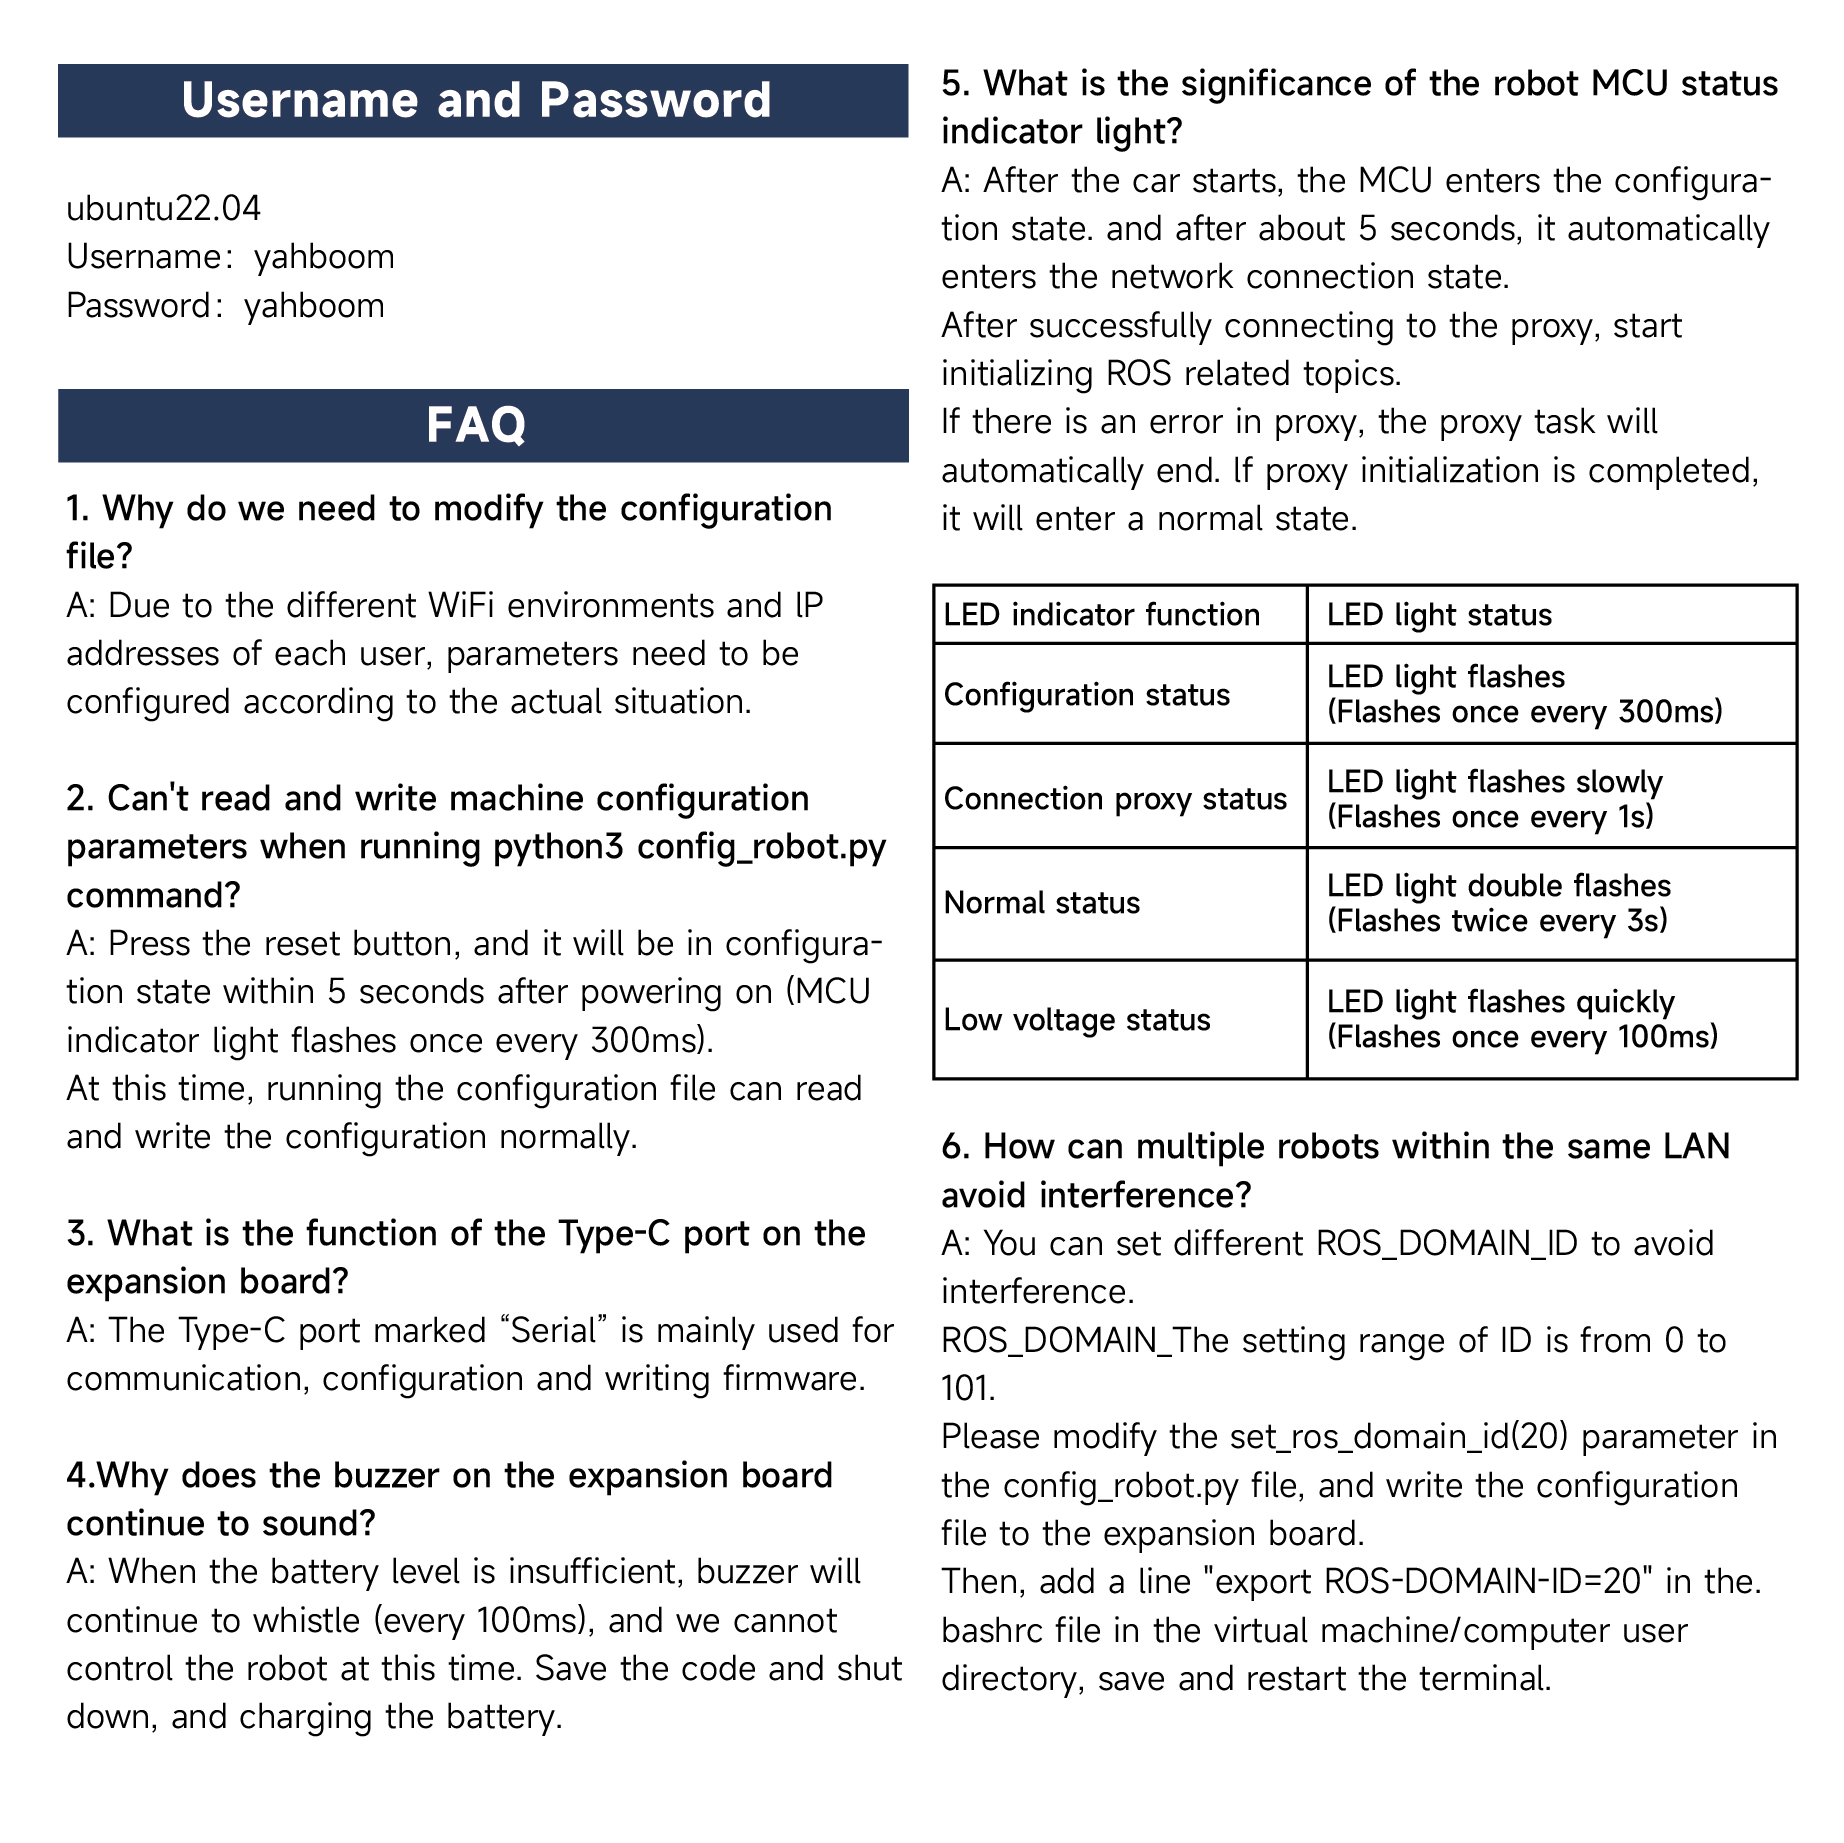 Username and Password
ubuntu22.04
Username：yahboom
Password：yahboom
FAQ
1. Why do we need to modify the configuration
file?
A: Due to the different WiFi environments and lP
addresses of each user, parameters need to be
configured according to the actual situation.
2. Can't read and write machine configuration
parameters when running python3 config_robot.py
command?
A: Press the reset button, and it will be in configura-
tion state within 5 seconds after powering on (MCU
indicator light flashes once every 300ms).
At this time, running the configuration file can read
and write the configuration normally.
3. What is the function of the Type-C port on the
expansion board?
A: The Type-C port marked “Serial” is mainly used for
communication, configuration and writing firmware.
4.Why does the buzzer on the expansion board
continue to sound?
A: When the battery level is insufficient, buzzer will
continue to whistle (every 100ms), and we cannot
control the robot at this time. Save the code and shut
down, and charging the battery.
5. What is the significance of the robot MCU status
indicator light?
A: After the car starts, the MCU enters the configura-
tion state. and after about 5 seconds, it automatically
enters the network connection state.
After successfully connecting to the proxy, start
initializing ROS related topics.
If there is an error in proxy, the proxy task will
automatically end. lf proxy initialization is completed,
it will enter a normal state.
LED indicator function
LED light status
Configuration status
LED light flashes
(Flashes once every 300ms)
Connection proxy status
LED light flashes slowly
(Flashes once every 1s)
Normal status
LED light double flashes
(Flashes twice every 3s)
Low voltage status
LED light flashes quickly
(Flashes once every 100ms)
6. How can multiple robots within the same LAN
avoid interference?
A: You can set different ROS_DOMAIN_ID to avoid
interference.
ROS_DOMAIN_The setting range of ID is from 0 to
101.
Please modify the set_ros_domain_id(20) parameter in
the config_robot.py file, and write the configuration
file to the expansion board.
Then, add a line "export ROS-DOMAIN-ID=20" in the.
bashrc file in the virtual machine/computer user
directory, save and restart the terminal.